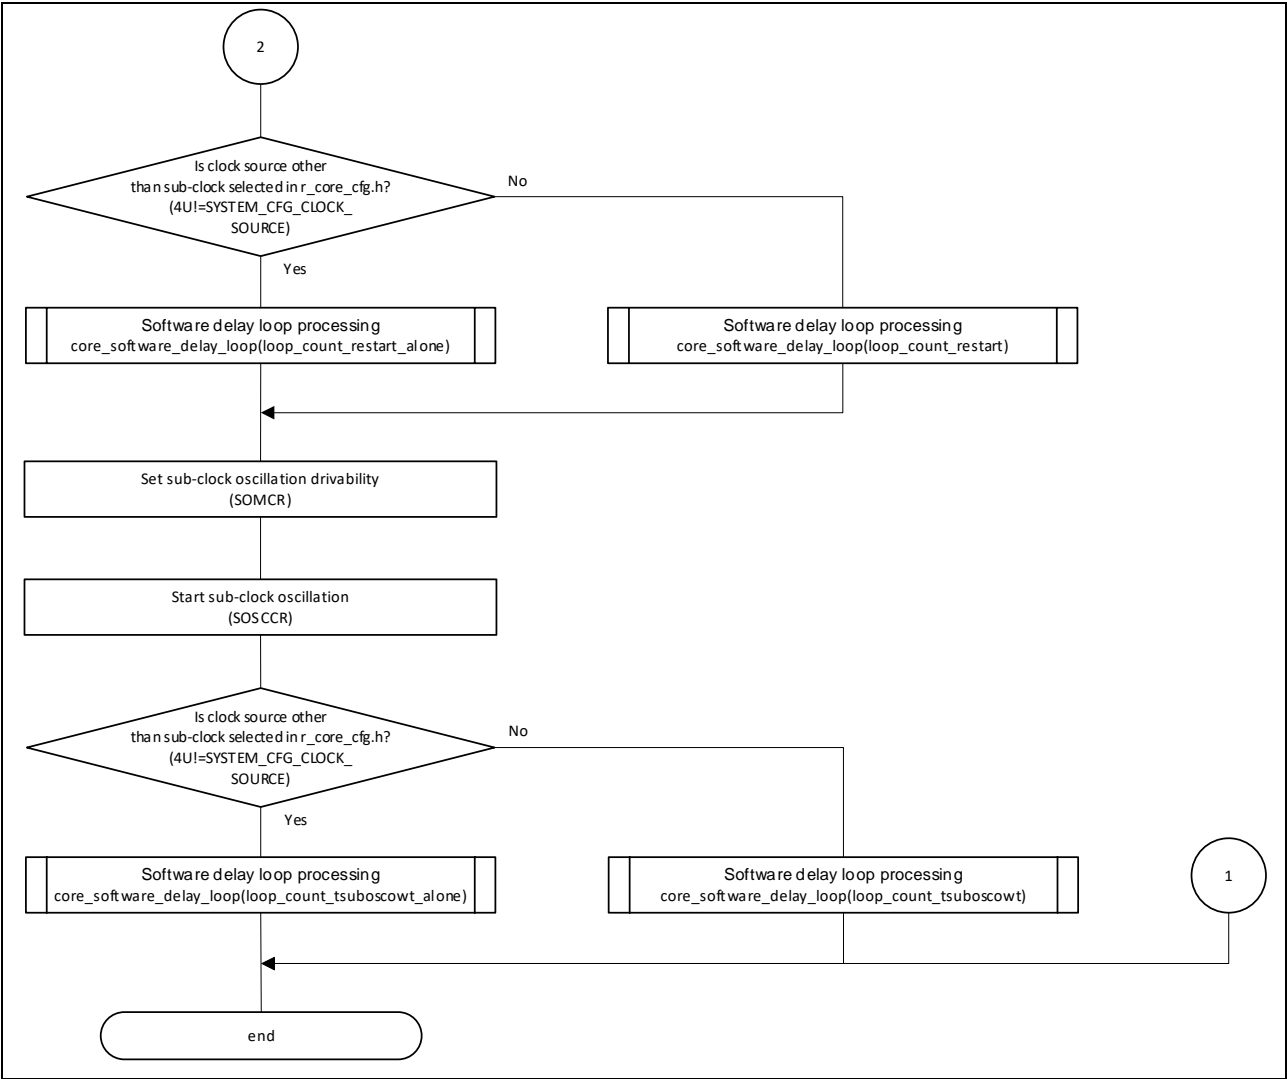 2
Is clock source other
than sub-clock selected in r_core_cfg.h?
(4U!=SYSTEM_CFG_CLOCK_
SOURCE)
No
Yes
Software delay loop processing
core_software_delay_loop(loop_count_restart_alone)
Software delay loop processing
core_software_delay_loop(loop_count_restart)
Set sub-clock oscillation drivability
(SOMCR)
Start sub-clock oscillation
(SOSCCR)
Is clock source other
than sub-clock selected in r_core_cfg.h?
(4U!=SYSTEM_CFG_CLOCK_
SOURCE)
No
Yes
Software delay loop processing
core_software_delay_loop(loop_count_tsuboscowt_alone)
Software delay loop processing
core_software_delay_loop(loop_count_tsuboscowt)
1
end